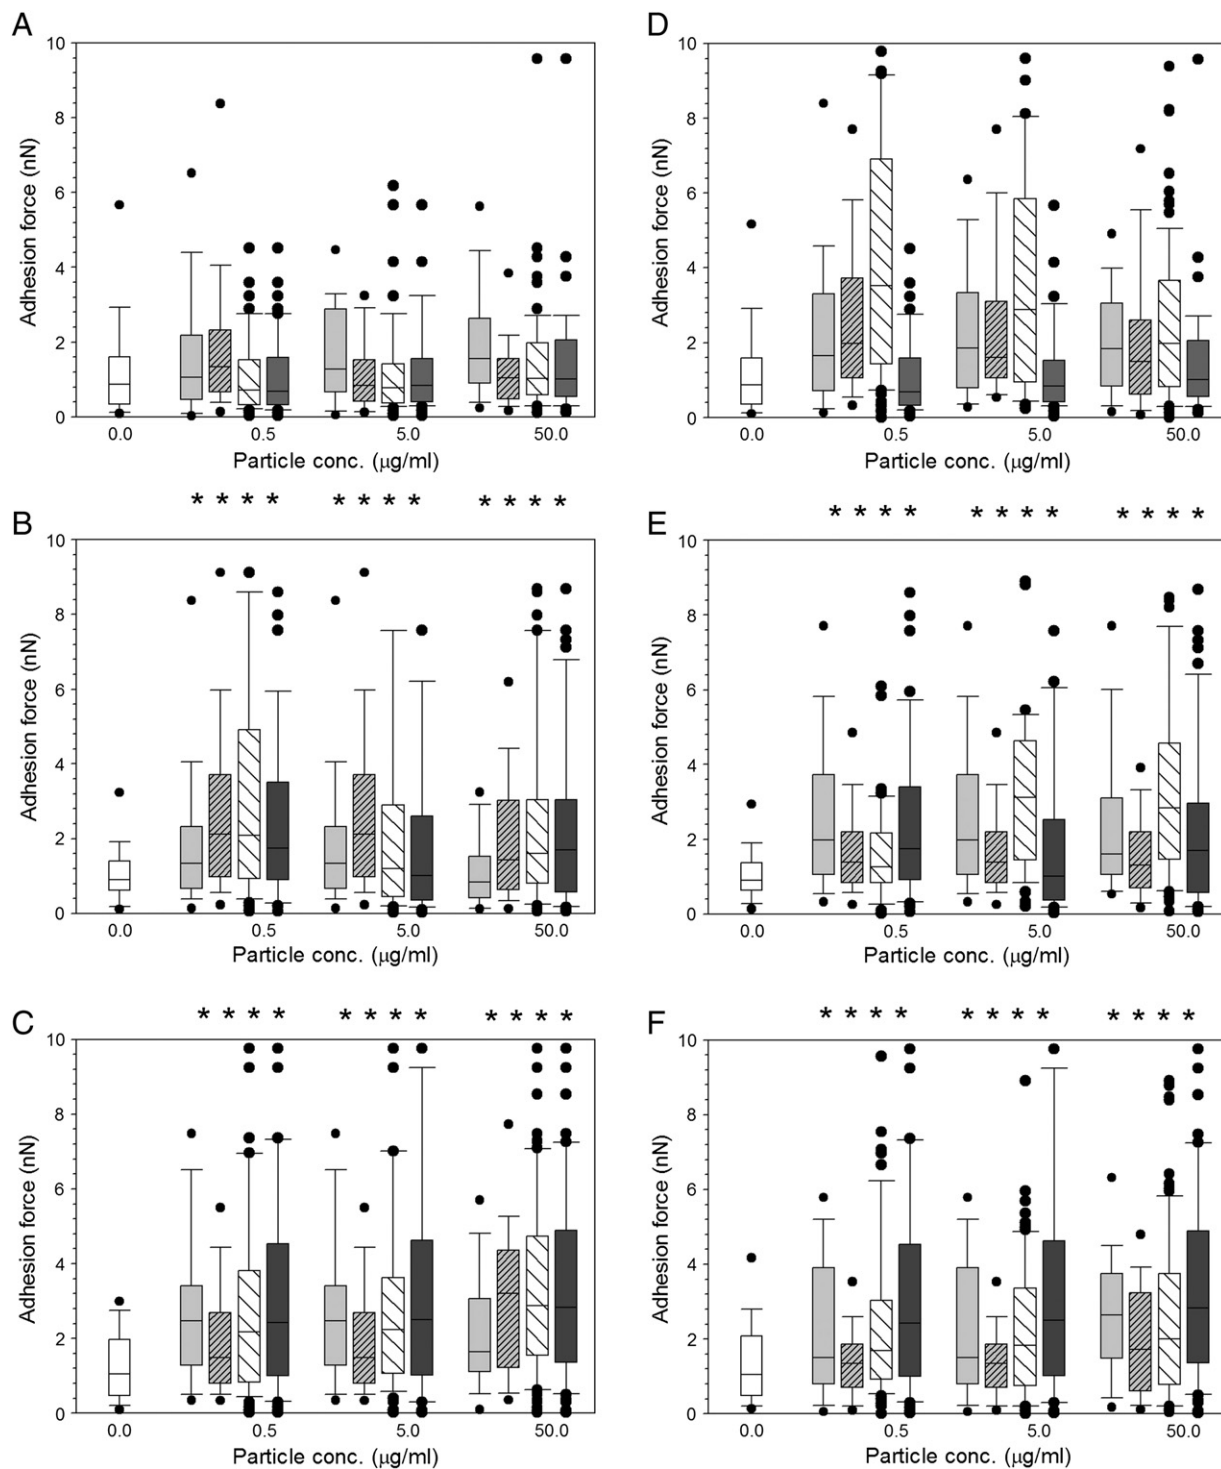 A
Adhesion force (nN)
10
8
6
4
2
0
0.0 0.5 5.0 50.0
Particle conc. (μg/ml)
D
Adhesion force (nN)
10
8
6
4
2
0
0.0 0.5 5.0 50.0
Particle conc. (μg/ml)
* * * * * * * * * * * *
B
Adhesion force (nN)
10
8
6
4
2
0
0.0 0.5 5.0 50.0
Particle conc. (μg/ml)
* * * * * * * * * * * *
E
Adhesion force (nN)
10
8
6
4
2
0
0.0 0.5 5.0 50.0
Particle conc. (μg/ml)
* * * * * * * * * * * *
C
Adhesion force (nN)
10
8
6
4
2
0
0.0 0.5 5.0 50.0
Particle conc. (μg/ml)
* * * * * * * * * * * *
F
Adhesion force (nN)
10
8
6
4
2
0
0.0 0.5 5.0 50.0
Particle conc. (μg/ml)